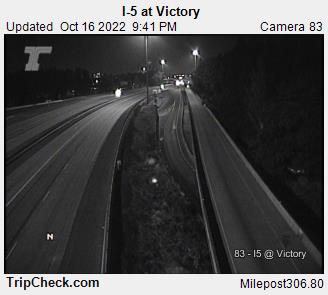 I-5 at Victory
Updated  Oct 16 2022  9:41 PM
Camera 83
T
N
83 - I5 @ Victory
TripCheck.com
Milepost306.80